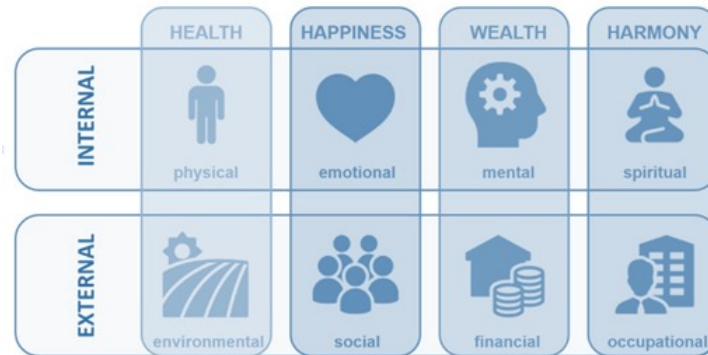 HEALTH HAPPINESS WEALTH HARMONY
INTERNAL
physical emotional mental spiritual
EXTERNAL
environmental social financial occupational